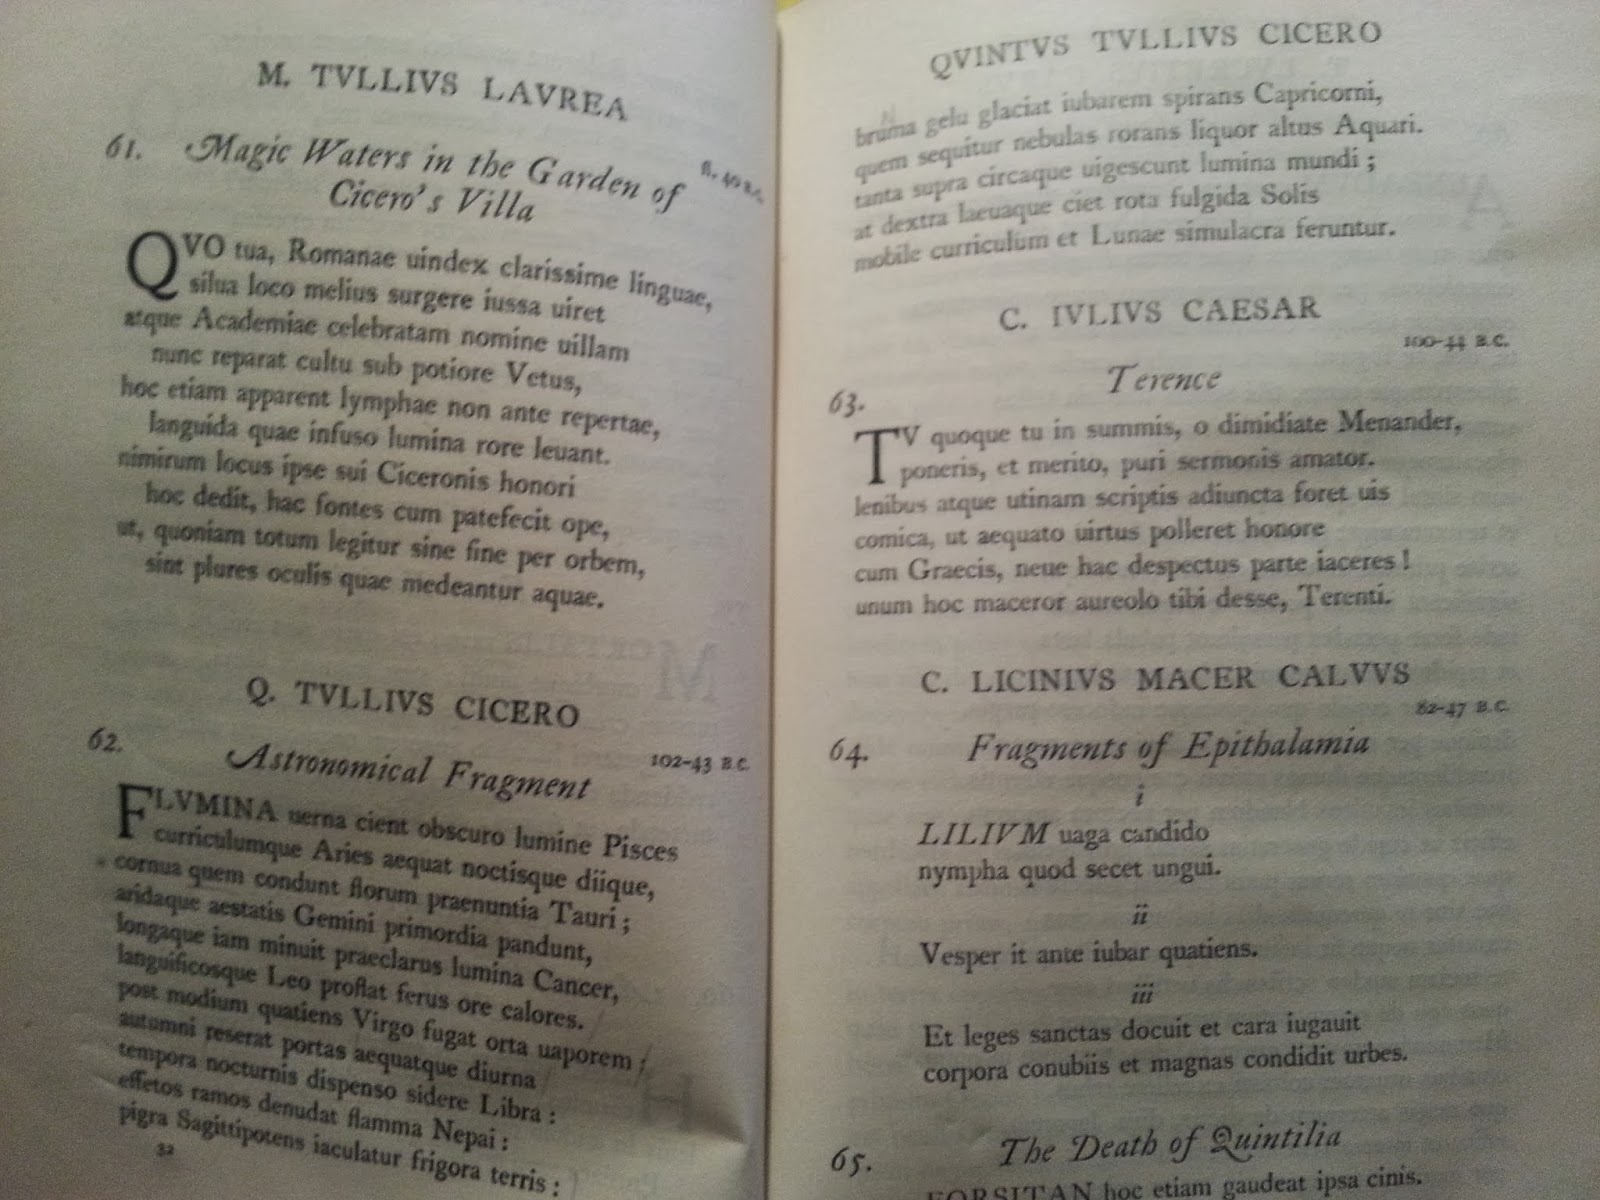 M. TVLLIVS LAVREA
61. Magic Waters in the Garden of
fl. 40 B.C.
Cicero's Villa
QVO tua, Romanae uindex clarissime linguae,
silua loco melius surgere iussa uiret
atque Academiae celebratam nomine uillam
nunc reparat cultu sub potiore Vetus,
hoc etiam apparent lymphae non ante repertae,
languida quae infuso lumina rore leuant.
nimirum locus ipse sui Ciceronis honori
hoc dedit, hac fontes cum patefecit ope,
ut, quoniam totum legitur sine fine per orbem,
sint plures oculis quae medeantur aquae.
Q. TVLLIVS CICERO
102-43 B.C.
62. Astronomical Fragment
FLVMINA uerna cient obscuro lumine Pisces
curriculumque Aries aequat noctisque diique,
cornua quem condunt florum praenuntia Tauri;
aridaque aestatis Gemini primordia pandunt,
longaque iam minuit praeclarus lumina Cancer,
languificosque Leo proflat ferus ore calores.
post modium quatiens Virgo fugat orta uaporem;
autumni reserat portas aequatque diurna
tempora nocturnis dispenso sidere Libra:
effetos ramos denudat flamma Nepai:
pigra Sagittipotens iaculatur frigora terris:
32
QVINTVS TVLLIVS CICERO
bruma gelu glaciat iubarem spirans Capricorni,
quem sequitur nebulas rorans liquor altus Aquari.
tanta supra circaque uigescunt lumina mundi;
at dextra laeuaque ciet rota fulgida Solis
mobile curriculum et Lunae simulacra feruntur.
C. IVLIVS CAESAR
100-44 B.C.
63. Terence
TV quoque tu in summis, o dimidiate Menander,
poneris, et merito, puri sermonis amator.
lenibus atque utinam scriptis adiuncta foret uis
comica, ut aequato uirtus polleret honore
cum Graecis, neue hac despectus parte iaceres!
unum hoc maceror aureolo tibi desse, Terenti.
C. LICINIVS MACER CALVVS
82-47 B.C.
64. Fragments of Epithalamia
i
LILIVM uaga candido
nympha quod secet ungui.
ii
Vesper it ante iubar quatiens.
iii
Et leges sanctas docuit et cara iugauit
corpora conubiis et magnas condidit urbes.
65. The Death of Quintilia
FORSITAN hoc etiam gaudeat ipsa cinis.